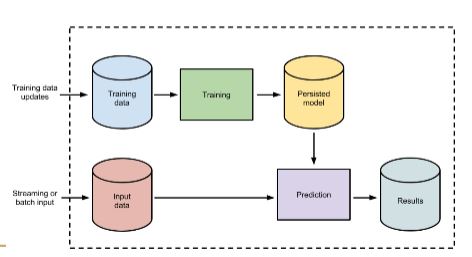 Training data
updates
Training
data
Training
Persisted
model
Streaming or
batch input
Input
data
Prediction
Results